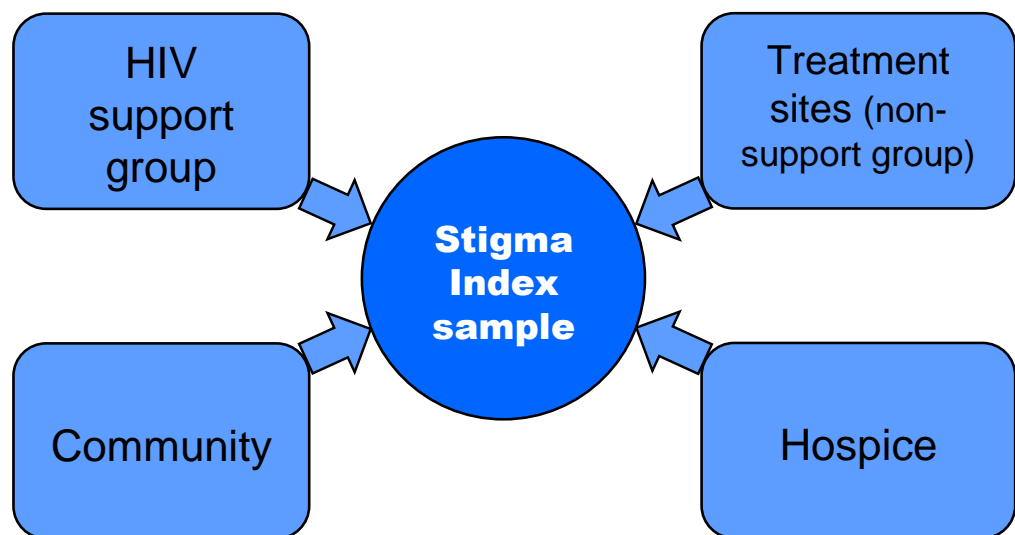 HIV
support
group
Treatment
sites (non-
support group)
Stigma
Index
sample
Community
Hospice